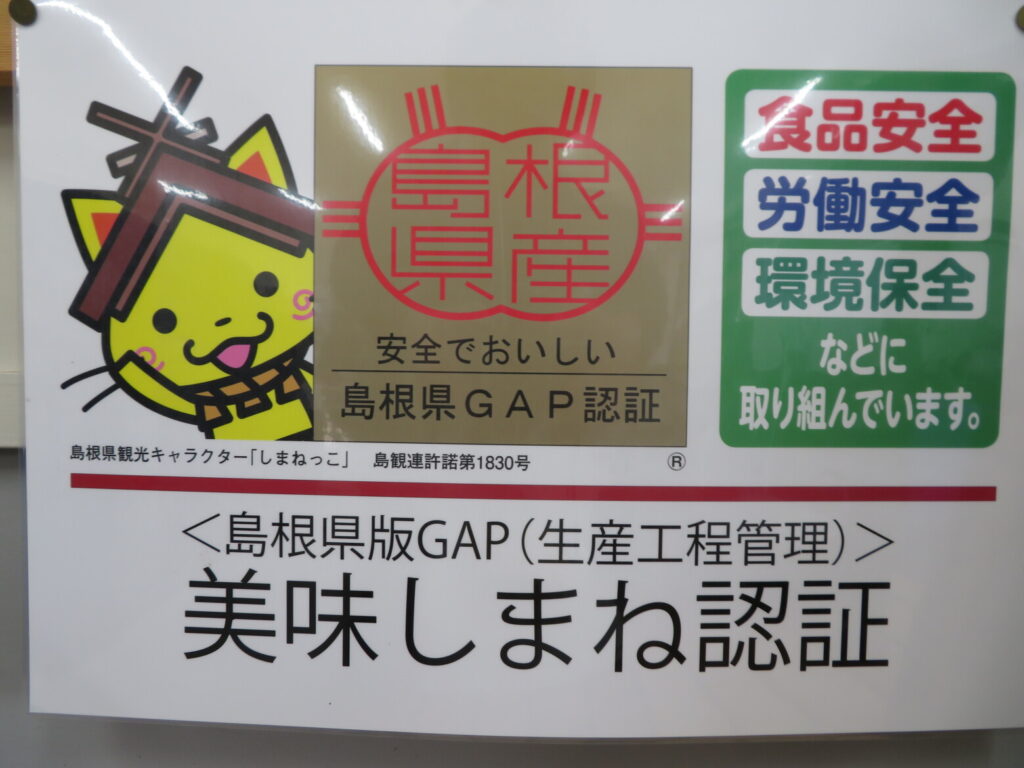 島根
県産
安全でおいしい
島根県GAP認証
食品安全
労働安全
環境保全
などに
取り組んでいます。
島根県観光キャラクター「しまねっこ」 島観連許諾第1830号
®
<島根県版GAP(生産工程管理)>
美味しまね認証